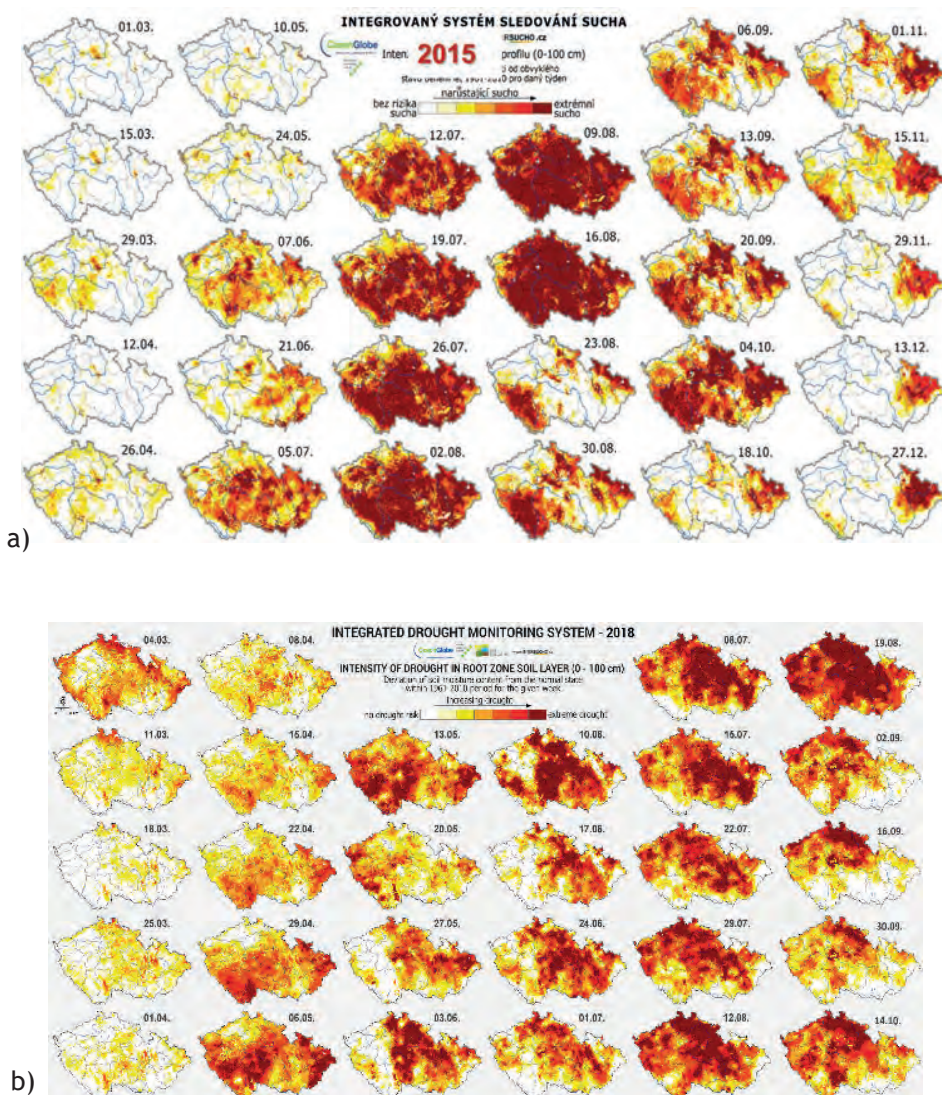 INTEGROVANÝ SYSTÉM SLEDOVÁNÍ SUCHA
Inten. 2015 profilu (0-100 cm)
od obvyklého
pro daný týden
narůstající sucho
bez rizika sucha
extrémní sucho
01.03. 10.05. 06.09. 01.11.
15.03. 24.05. 12.07. 09.08. 13.09. 15.11.
29.03. 07.06. 19.07. 16.08. 20.09. 29.11.
12.04. 21.06. 26.07. 23.08. 04.10. 13.12.
26.04. 05.07. 02.08. 30.08. 18.10. 27.12.
a)
INTEGRATED DROUGHT MONITORING SYSTEM - 2018
INTENSITY OF DROUGHT IN ROOT ZONE SOIL LAYER (0 - 100 cm)
Deviation of soil moisture content from the normal state
within 1961-2010 period for the given week
increasing drought
no drought risk
extreme drought
04.03. 08.04. 19.08.
11.03. 15.04. 13.05. 16.07. 02.09.
18.03. 22.04. 20.05. 22.07. 16.09.
25.03. 29.04. 27.05. 24.06. 29.07. 30.09.
01.04. 06.05. 03.06. 01.07. 12.08. 14.10.
b)